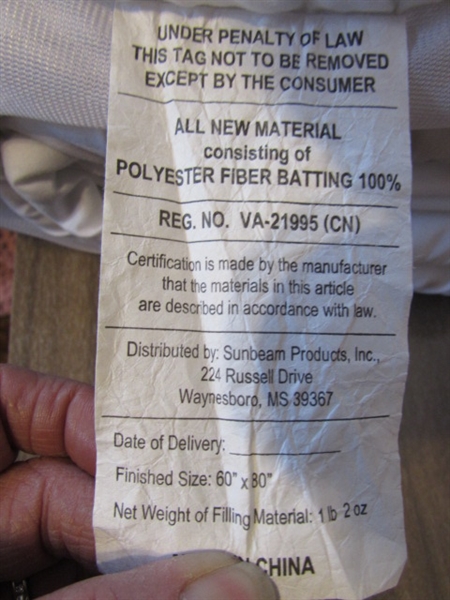 UNDER PENALTY OF LAW
THIS TAG NOT TO BE REMOVED
EXCEPT BY THE CONSUMER
ALL NEW MATERIAL
consisting of
POLYESTER FIBER BATTING 100%
REG. NO. VA-21995 (CN)
Certification is made by the manufacturer
that the materials in this article
are described in accordance with law.
Distributed by: Sunbeam Products, Inc.,
224 Russell Drive
Waynesboro, MS 39367
Date of Delivery:
Finished Size: 60" x 80"
Net Weight of Filling Material: 1 lb 2 oz
CHINA